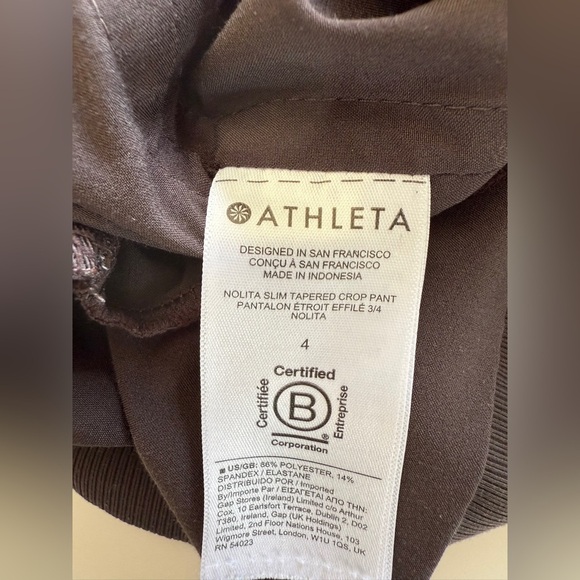 ATHLETA
DESIGNED IN SAN FRANCISCO
CONÇU À SAN FRANCISCO
MADE IN INDONESIA
NOLITA SLIM TAPERED CROP PANT
PANTALON ÉTROIT EFFILÉ 3/4
NOLITA
4
Certified
Certifiée
B
Entreprise
®
Corporation
■ US/GB: 86% POLYESTER, 14%
SPANDEX / ELASTANE
DISTRIBUIDO POR / Imported
By/Importe Par / ΕΙΣΑΓΕΤΑΙ ΑΠΟ ΤΗΝ:
Gap Stores (Ireland) Limited c/o Arthur
Cox, 10 Earlsfort Terrace, Dublin 2, D02
T380, Ireland, Gap (UK Holdings)
Limited, 2nd Floor Nations House, 103
Wigmore Street, London, W1U 1QS, UK
RN 54023